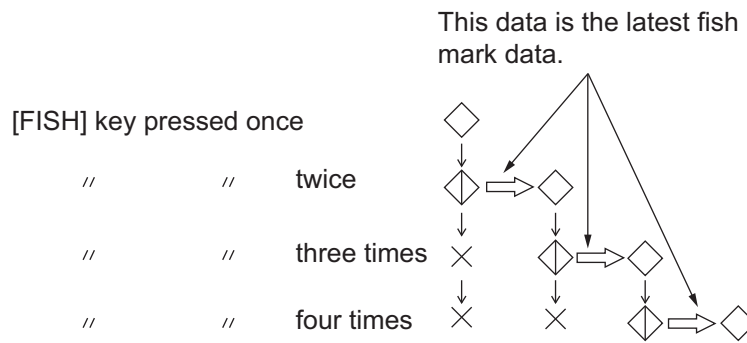 This data is the latest fish
mark data.
[FISH] key pressed once
〃 〃 twice
〃 〃 three times
〃 〃 four times